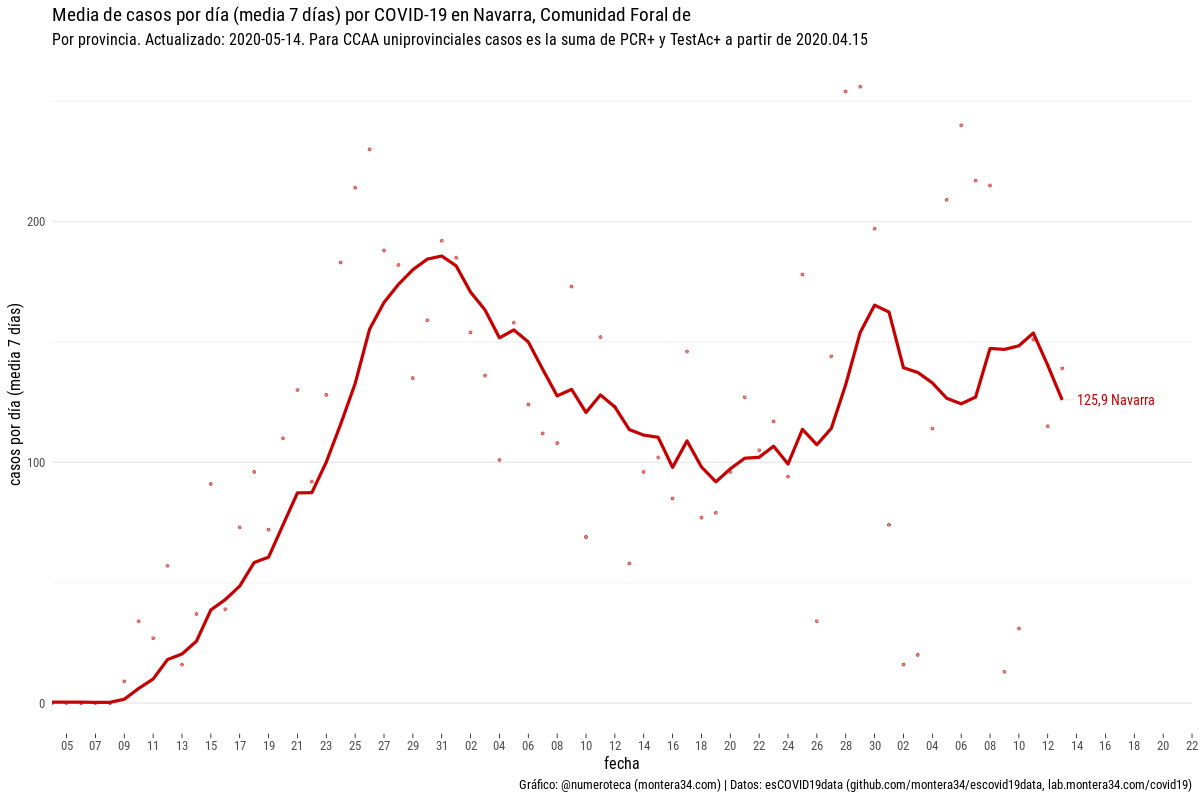 Media de casos por día (media 7 días) por COVID-19 en Navarra, Comunidad Foral de
Por provincia. Actualizado: 2020-05-14. Para CCAA uniprovinciales casos es la suma de PCR+ y TestAc+ a partir de 2020.04.15
casos por día (media 7 días)
200
100
0
125,9 Navarra
05 07 09 11 13 15 17 19 21 23 25 27 29 31 02 04 06 08 10 12 14 16 18 20 22 24 26 28 30 02 04 06 08 10 12 14 16 18 20 22
fecha
Gráfico: @numeroteca (montera34.com) | Datos: esCOVID19data (github.com/montera34/escovid19data, lab.montera34.com/covid19)